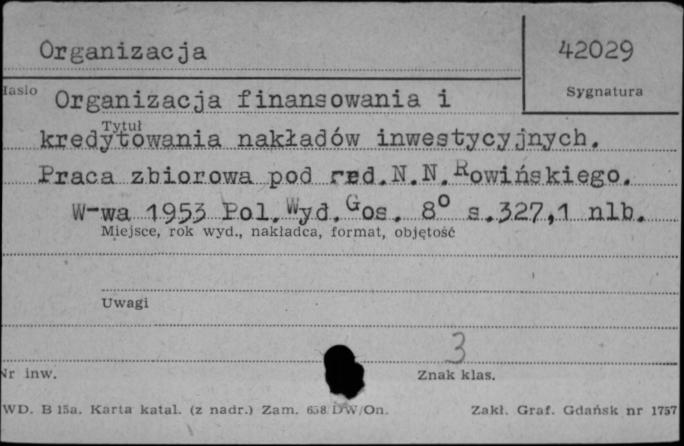 Organizacja
42029
Hasło
Sygnatura
Organizacja finansowania i
Tytuł
kredytowania nakładów inwestycyjnych.
Praca zbiorowa pod red.N.N.Rowińskiego.
W-wa 1953 Pol.Wyd.Gos. 8° s.327,1 nlb.
Miejsce, rok wyd., nakładca, format, objętość
Uwagi
3
Nr inw.
Znak klas.
WD. B 15a. Karta katal. (z nadr.) Zam. 658 DW/On.
Zakł. Graf. Gdańsk nr 1757